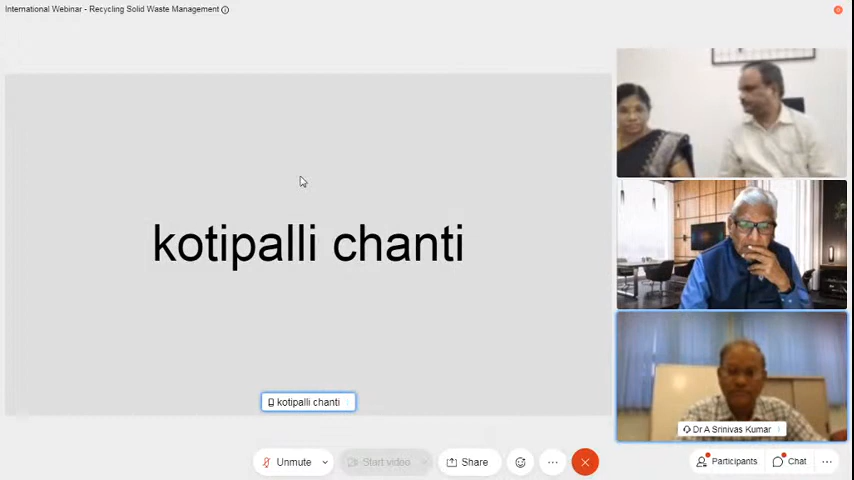 International Webinar - Recycling Solid Waste Management
kotipalli chanti
kotipalli chanti
Dr A Srinivas Kumar
Unmute
Start video
Share
Participants
Chat